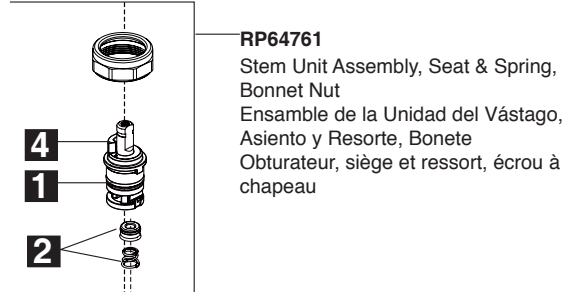 RP64761
Stem Unit Assembly, Seat & Spring,
Bonnet Nut
Ensamble de la Unidad del Vástago,
Asiento y Resorte, Bonete
Obturateur, siège et ressort, écrou à
chapeau
4
1
2